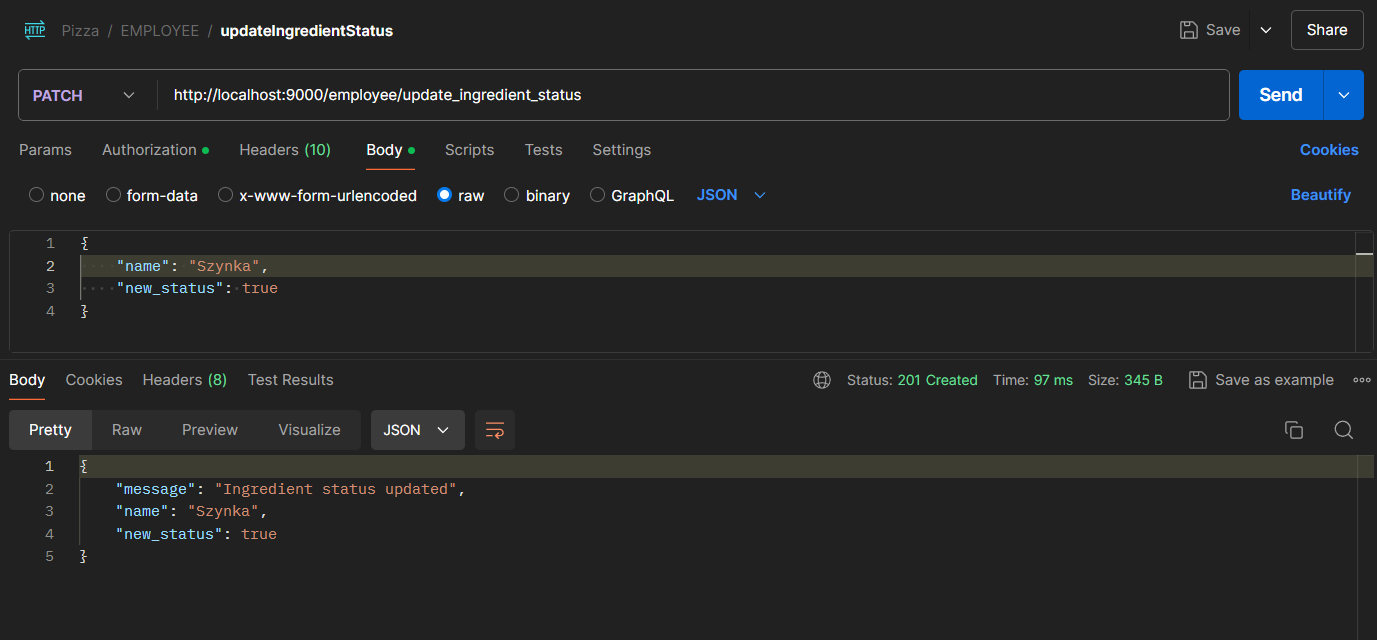 HTTP Pizza / EMPLOYEE / updateIngredientStatus Save Share
PATCH http://localhost:9000/employee/update_ingredient_status Send
Params Authorization Headers (10) Body Scripts Tests Settings Cookies
none form-data x-www-form-urlencoded raw binary GraphQL JSON Beautify
1 {
2 "name": "Szynka",
3 "new_status": true
4 }
Body Cookies Headers (8) Test Results Status: 201 Created Time: 97 ms Size: 345 B Save as example
Pretty Raw Preview Visualize JSON
1 {
2 "message": "Ingredient status updated",
3 "name": "Szynka",
4 "new_status": true
5 }